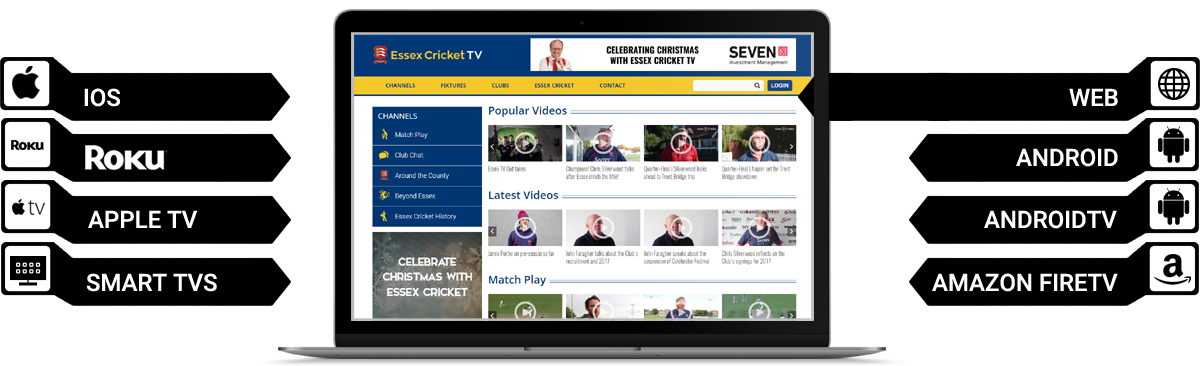 IOS
Roku
ROKU
tv
APPLE TV
SMART TVS
Essex Cricket TV
CELEBRATING CHRISTMAS
WITH ESSEX CRICKET TV
SEVEN
Investment Management
CHANNELS FIXTURES CLUBS ESSEX CRICKET CONTACT LOGIN
CHANNELS
Match Play
Club Chat
Around the County
Beyond Essex
Essex Cricket History
CELEBRATE
CHRISTMAS WITH
ESSEX CRICKET
Popular Videos
Essex TV Out takes
Champions! Chris Silverwood talks
after Essex clinch the title!
Quarter-Final | Silverwood looks
ahead to Trent Bridge trip
Quarter-Final | Napier set for Trent
Bridge showdown
Latest Videos
Jamie Porter on pre-season so far
John Faragher talks about the Club's
recruitment and 2017
John Faragher speaks about the
suspension of Colchester Festival
Chris Silverwood reflects on the
Club's signings for 2017
Match Play
WEB
ANDROID
ANDROIDTV
a
AMAZON FIRETV